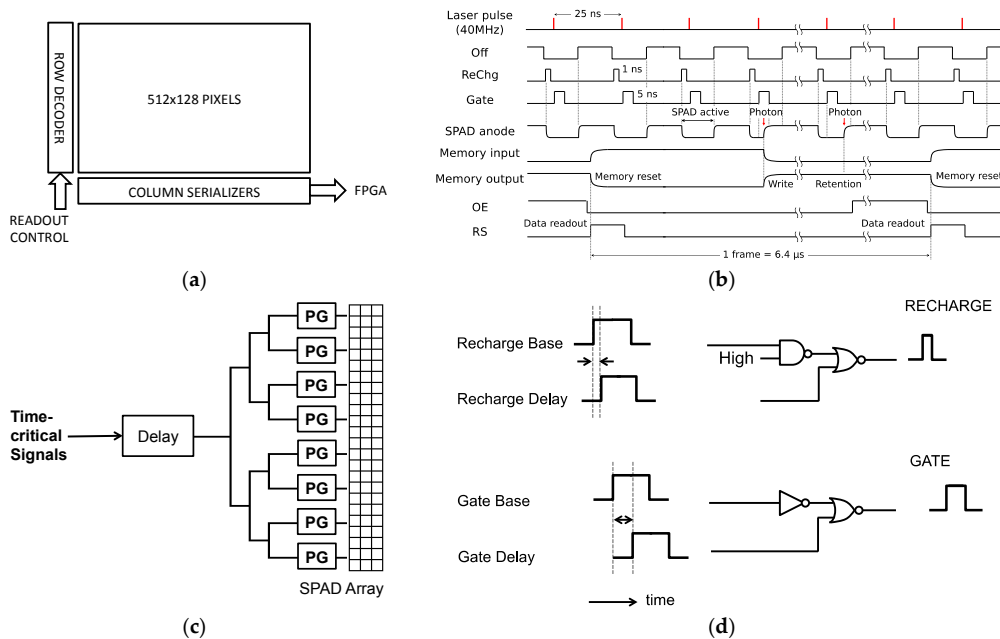 ROW DECODER
512x128 PIXELS
COLUMN SERIALIZERS
FPGA
READOUT
CONTROL
(a)
Laser pulse
(40MHz)
25 ns
Off
ReChg
1 ns
Gate
5 ns
SPAD active
Photon
Photon
SPAD anode
Memory input
Memory output
Memory reset
Write
Retention
Memory reset
OE
Data readout
Data readout
RS
1 frame = 6.4 μs
(b)
Time-
critical
Signals
Delay
PG
PG
PG
PG
PG
PG
PG
PG
SPAD Array
(c)
RECHARGE
Recharge Base
High
Recharge Delay
GATE
Gate Base
Gate Delay
time
(d)